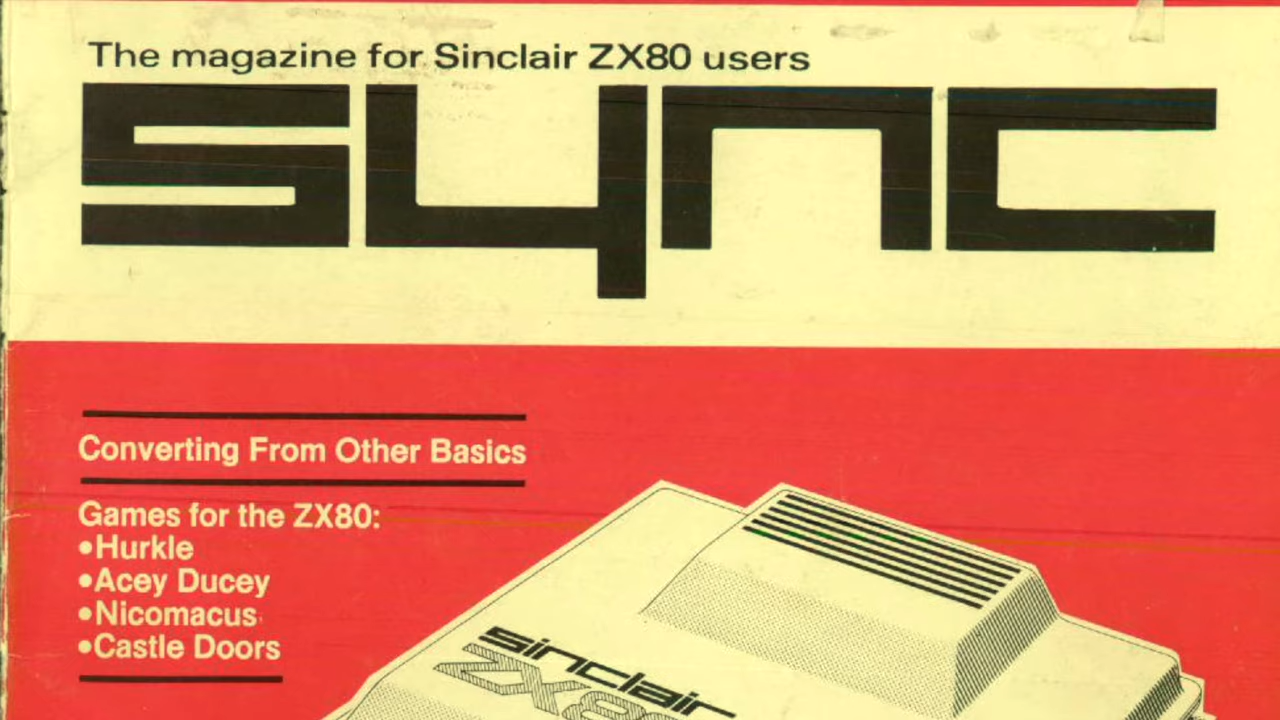 The magazine for Sinclair ZX80 users
sync
Converting From Other Basics
Games for the ZX80:
•Hurkle
•Acey Ducey
•Nicomacus
•Castle Doors
sinclair
ZX80